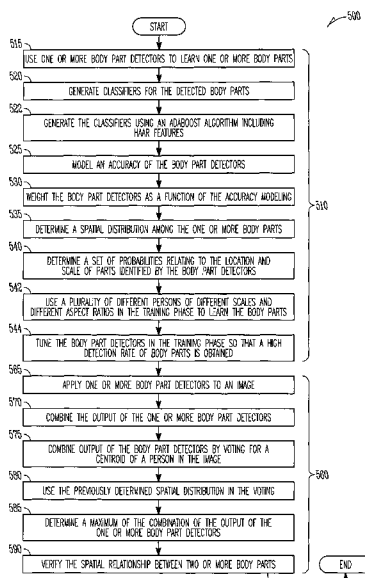 START
500
515
USE ONE OR MORE BODY PART DETECTORS TO LEARN ONE OR MORE BODY PARTS
520
GENERATE CLASSIFIERS FOR THE DETECTED BODY PARTS
522
GENERATE THE CLASSIFIERS USING AN ADABOOST ALGORITHM INCLUDING
HAAR FEATURES
525
MODEL AN ACCURACY OF THE BODY PART DETECTORS
530
WEIGHT THE BODY PART DETECTORS AS A FUNCTION OF THE ACCURACY MODELING
510
535
DETERMINE A SPATIAL DISTRIBUTION AMONG THE ONE OR MORE BODY PARTS
540
DETERMINE A SET OF PROBABILITIES RELATING TO THE LOCATION AND
SCALE OF PARTS IDENTIFIED BY THE BODY PART DETECTORS
542
USE A PLURALITY OF DIFFERENT PERSONS OF DIFFERENT SCALES AND
DIFFERENT ASPECT RATIOS IN THE TRAINING PHASE TO LEARN THE BODY PARTS
544
TUNE THE BODY PART DETECTORS IN THE TRAINING PHASE SO THAT A HIGH
DETECTION RATE OF BODY PARTS IS OBTAINED
565
APPLY ONE OR MORE BODY PART DETECTORS TO AN IMAGE
570
COMBINE THE OUTPUT OF THE ONE OR MORE BODY PART DETECTORS
575
COMBINE OUTPUT OF THE BODY PART DETECTORS BY VOTING FOR A
CENTROID OF A PERSON IN THE IMAGE
560
580
USE THE PREVIOUSLY DETERMINED SPATIAL DISTRIBUTION IN THE VOTING
585
DETERMINE A MAXIMUM OF THE COMBINATION OF THE OUTPUT OF THE
ONE OR MORE BODY PART DETECTORS
590
VERIFY THE SPATIAL RELATIONSHIP BETWEEN TWO OR MORE BODY PARTS
END